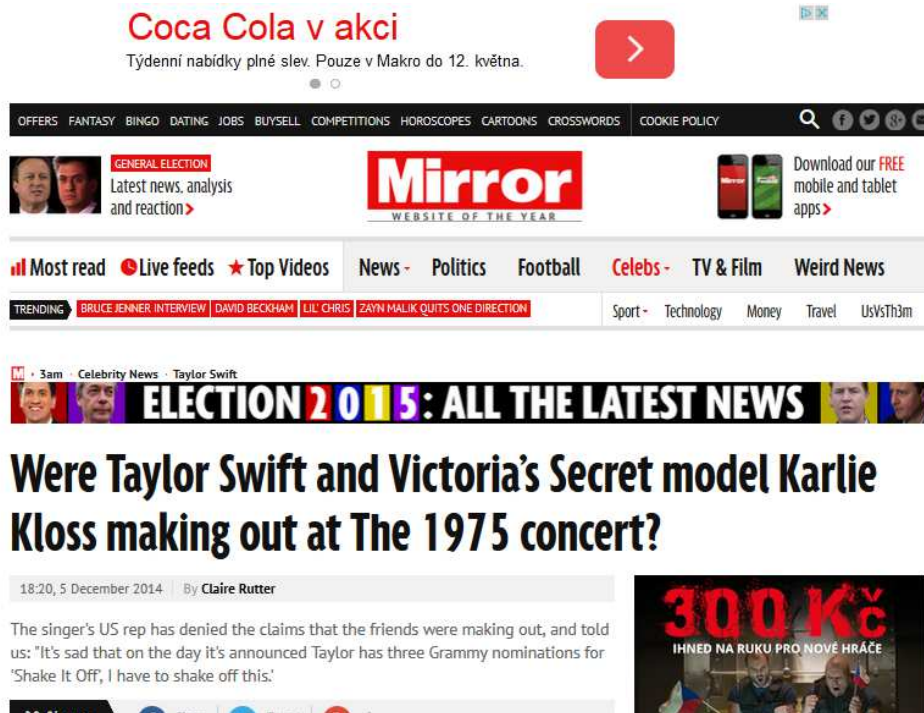 Coca Cola v akci
Týdenní nabídky plné slev. Pouze v Makro do 12. května.
OFFERS FANTASY BINGO DATING JOBS BUYSELL COMPETITIONS HOROSCOPES CARTOONS CROSSWORDS COOKIE POLICY
GENERAL ELECTION
Latest news, analysis
and reaction
Mirror
WEBSITE OF THE YEAR
Download our FREE
mobile and tablet
apps
Most read Live feeds Top Videos News Politics Football Celebs TV & Film Weird News
TRENDING BRUCE JENNER INTERVIEW DAVID BECKHAM LIL' CHRIS ZAYN MALIK QUITS ONE DIRECTION Sport Technology Money Travel UsVsTh3m
M 3am Celebrity News Taylor Swift
ELECTION 2015: ALL THE LATEST NEWS
Were Taylor Swift and Victoria's Secret model Karlie
Kloss making out at The 1975 concert?
18:20, 5 December 2014 By Claire Rutter
The singer's US rep has denied the claims that the friends were making out, and told
us: "It's sad that on the day it's announced Taylor has three Grammy nominations for
'Shake It Off', I have to shake off this.'
300 Kč
IHNED NA RUKU PRO NOVÉ HRÁČE